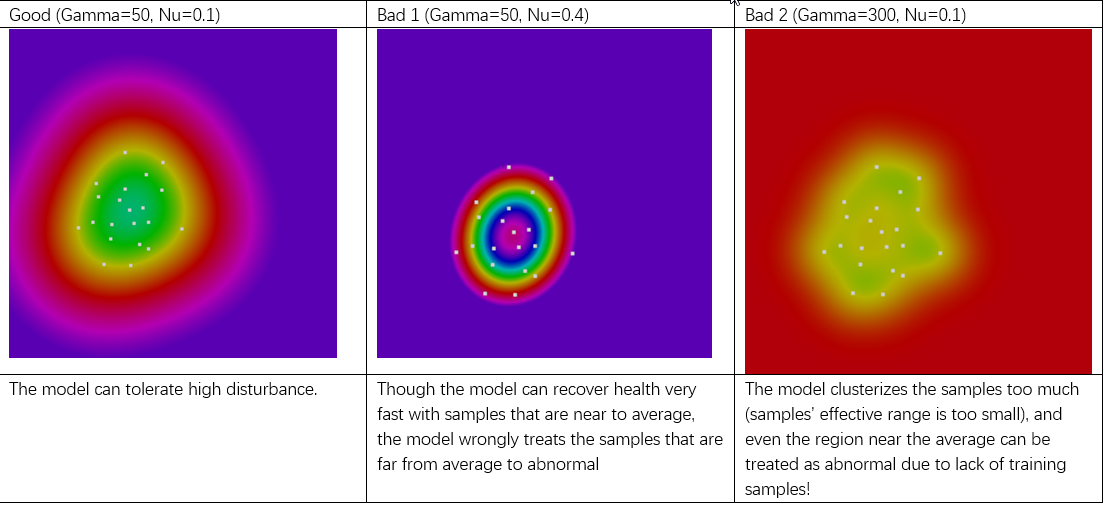 Good (Gamma=50, Nu=0.1)
Bad 1 (Gamma=50, Nu=0.4)
Bad 2 (Gamma=300, Nu=0.1)
The model can tolerate high disturbance.
Though the model can recover health very
fast with samples that are near to average,
the model wrongly treats the samples that are
far from average to abnormal
The model clusterizes the samples too much
(samples’ effective range is too small), and
even the region near the average can be
treated as abnormal due to lack of training
samples!